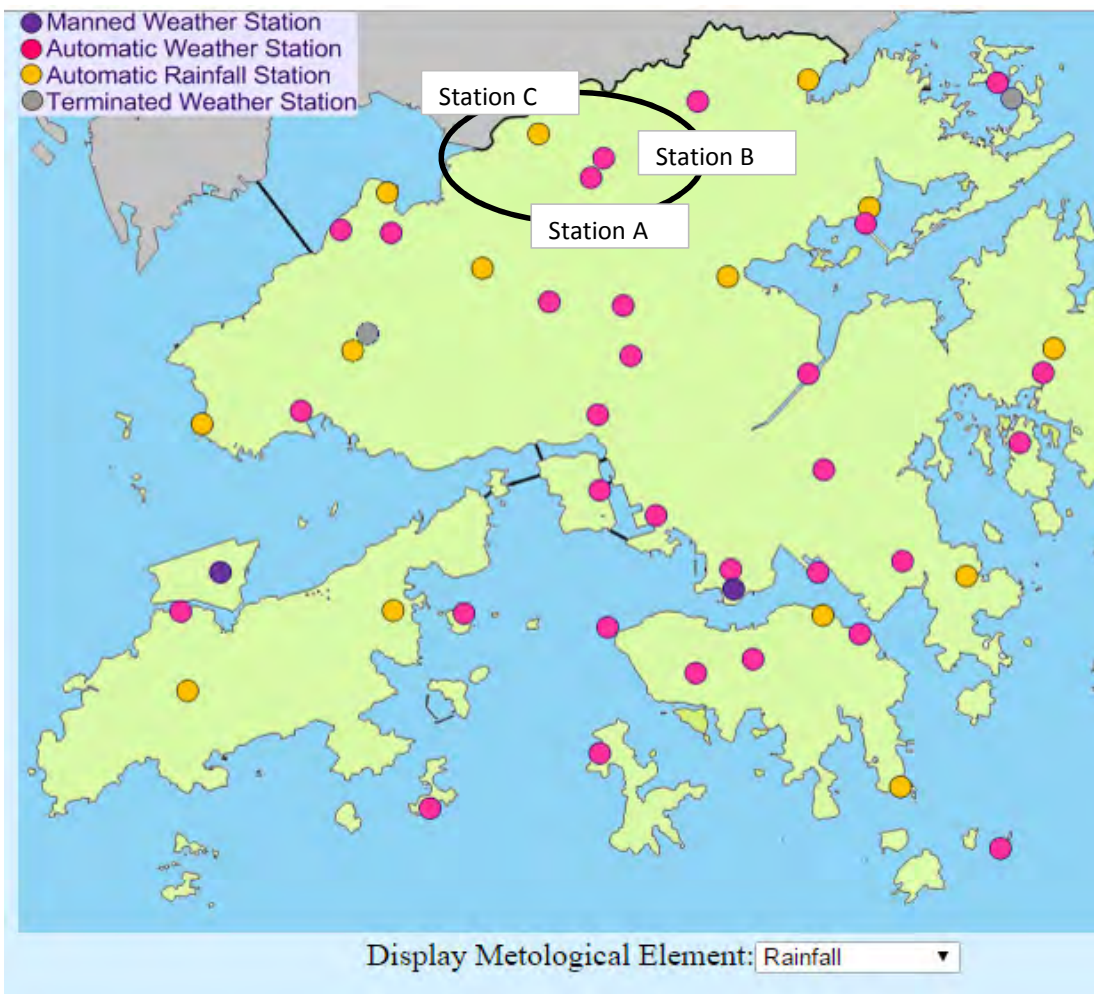 Manned Weather Station
Automatic Weather Station
Automatic Rainfall Station
Terminated Weather Station
Station C
Station B
Station A
Display Metological Element: Rainfall